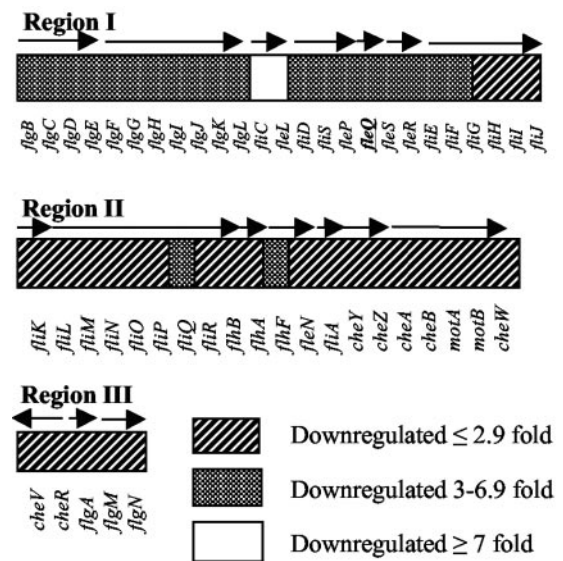 Region I
flgB flgC flgD flgE flgF flgG flgH flgI flgJ flgK flgL fliC fleL fliD fliS fleP fleQ fleS fleR fliE fliF fliG fliH fliI fliJ
Region II
fliK fliL fliM fliN fliO fliP fliQ fliR flhB flhA flhF fleN fliA cheY cheZ cheA cheB motA motB cheW
Region III
cheV cheR flgA flgM flgN
Downregulated ≤ 2.9 fold
Downregulated 3-6.9 fold
Downregulated ≥ 7 fold